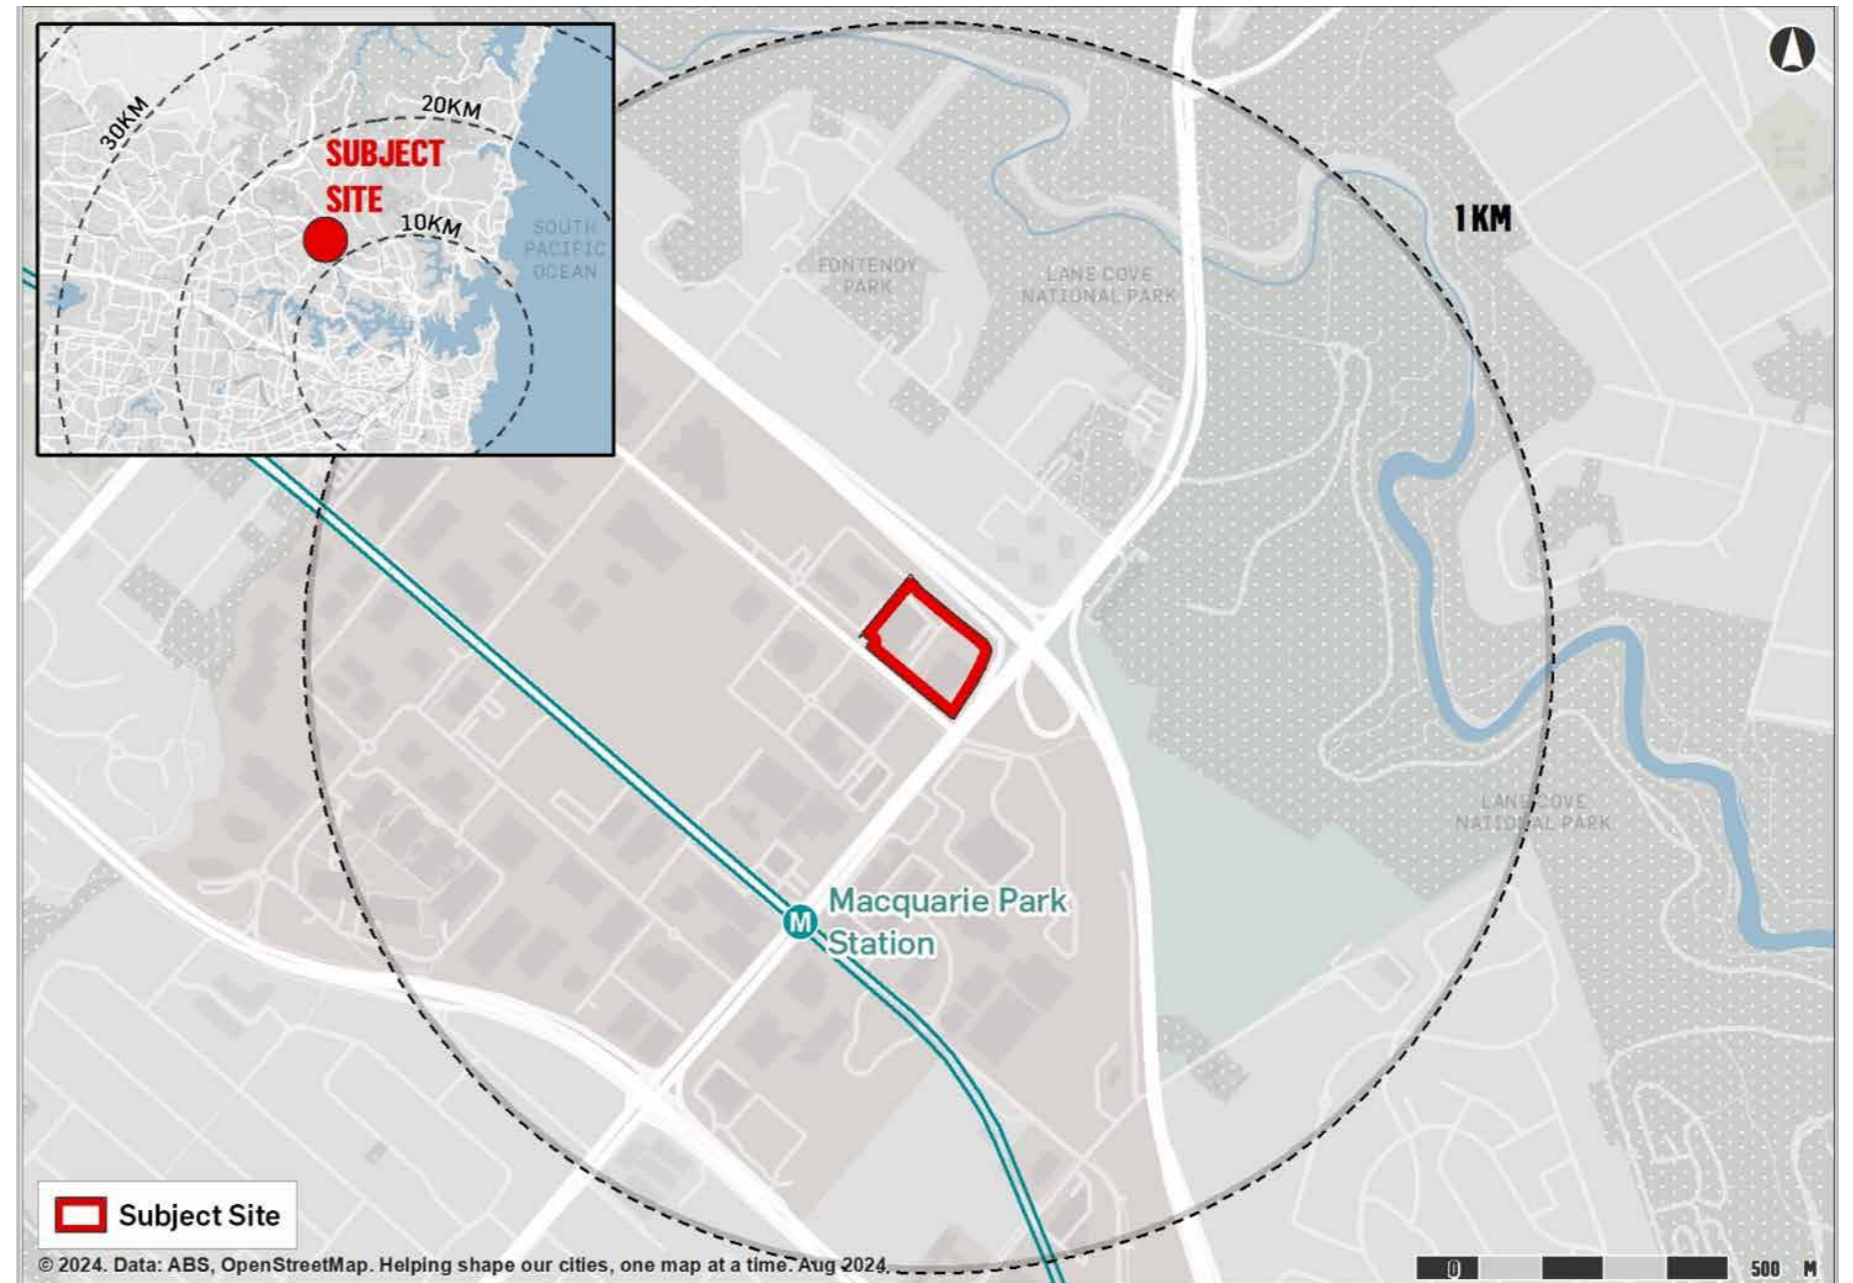 30KM
20KM
SUBJECT
SITE
10KM
SOUTH
PACIFIC
OCEAN
1 KM
FONTENOY
PARK
LANE COVE
NATIONAL PARK
LANE COVE
NATIONAL PARK
M
Macquarie Park
Station
Subject Site
© 2024. Data: ABS, OpenStreetMap. Helping shape our cities, one map at a time. Aug 2024.
0
500 M